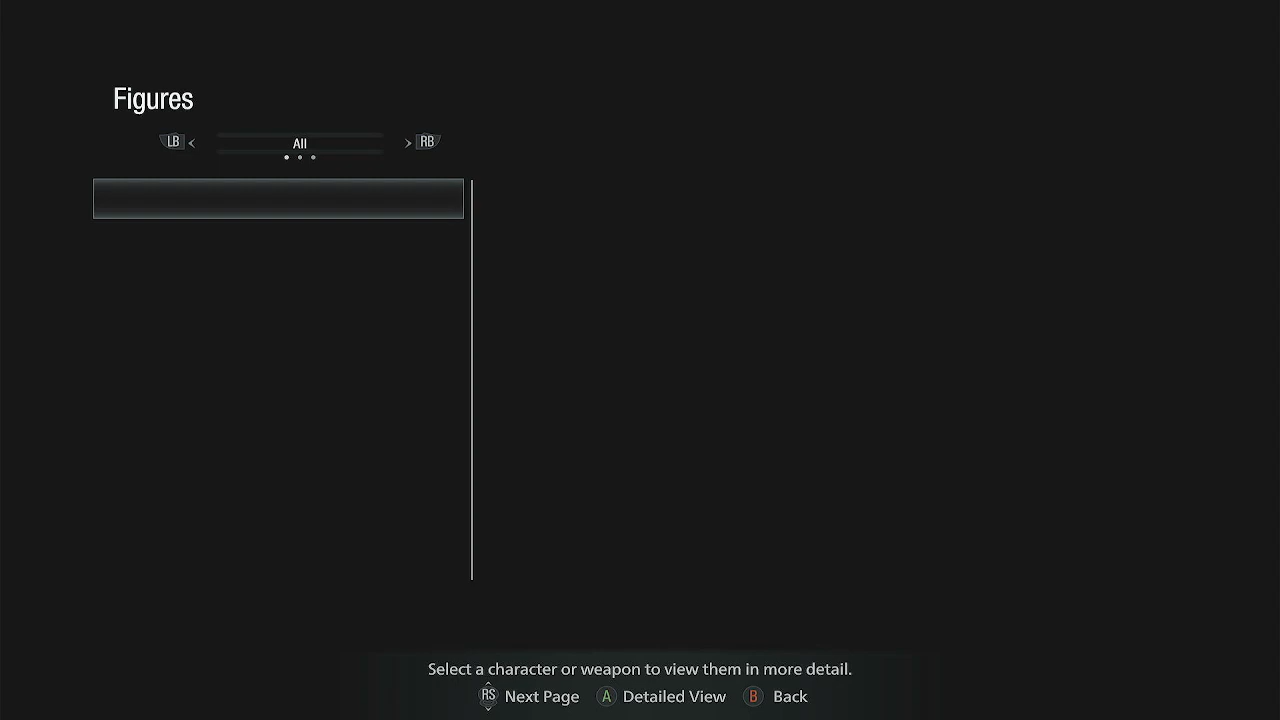 Figures
LB All RB
Select a character or weapon to view them in more detail.
RS Next Page A Detailed View B Back